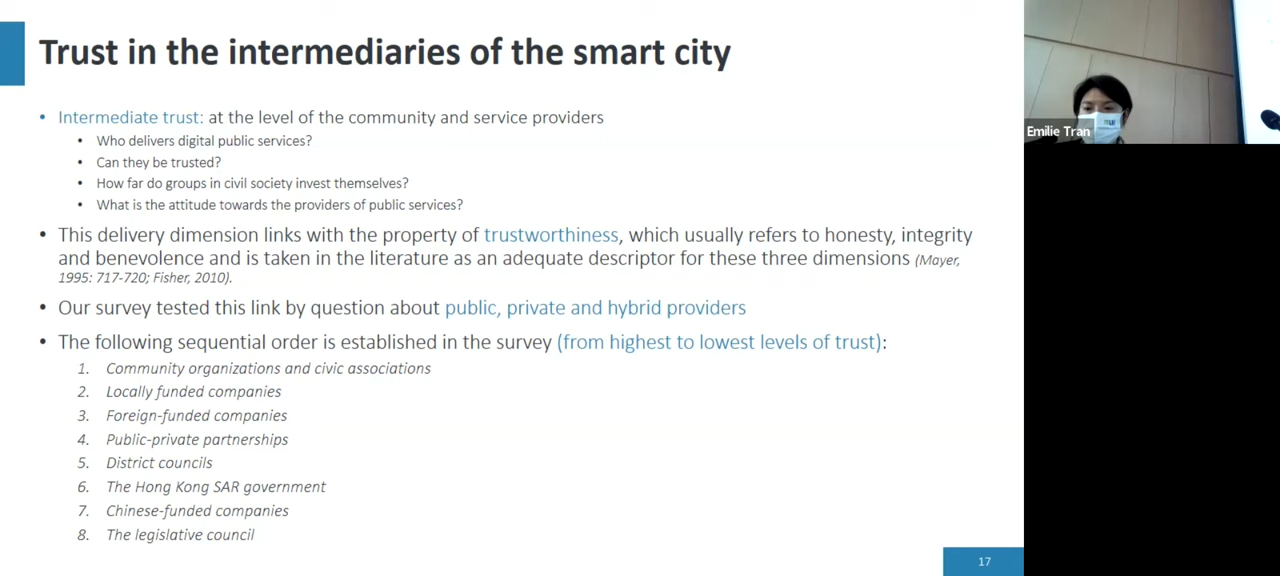 Trust in the intermediaries of the smart city
• Intermediate trust: at the level of the community and service providers
• Who delivers digital public services?
• Can they be trusted?
• How far do groups in civil society invest themselves?
• What is the attitude towards the providers of public services?
• This delivery dimension links with the property of trustworthiness, which usually refers to honesty, integrity
and benevolence and is taken in the literature as an adequate descriptor for these three dimensions (Mayer,
1995: 717-720; Fisher, 2010).
• Our survey tested this link by question about public, private and hybrid providers
• The following sequential order is established in the survey (from highest to lowest levels of trust):
1. Community organizations and civic associations
2. Locally funded companies
3. Foreign-funded companies
4. Public-private partnerships
5. District councils
6. The Hong Kong SAR government
7. Chinese-funded companies
8. The legislative council
17
Emilie Tran